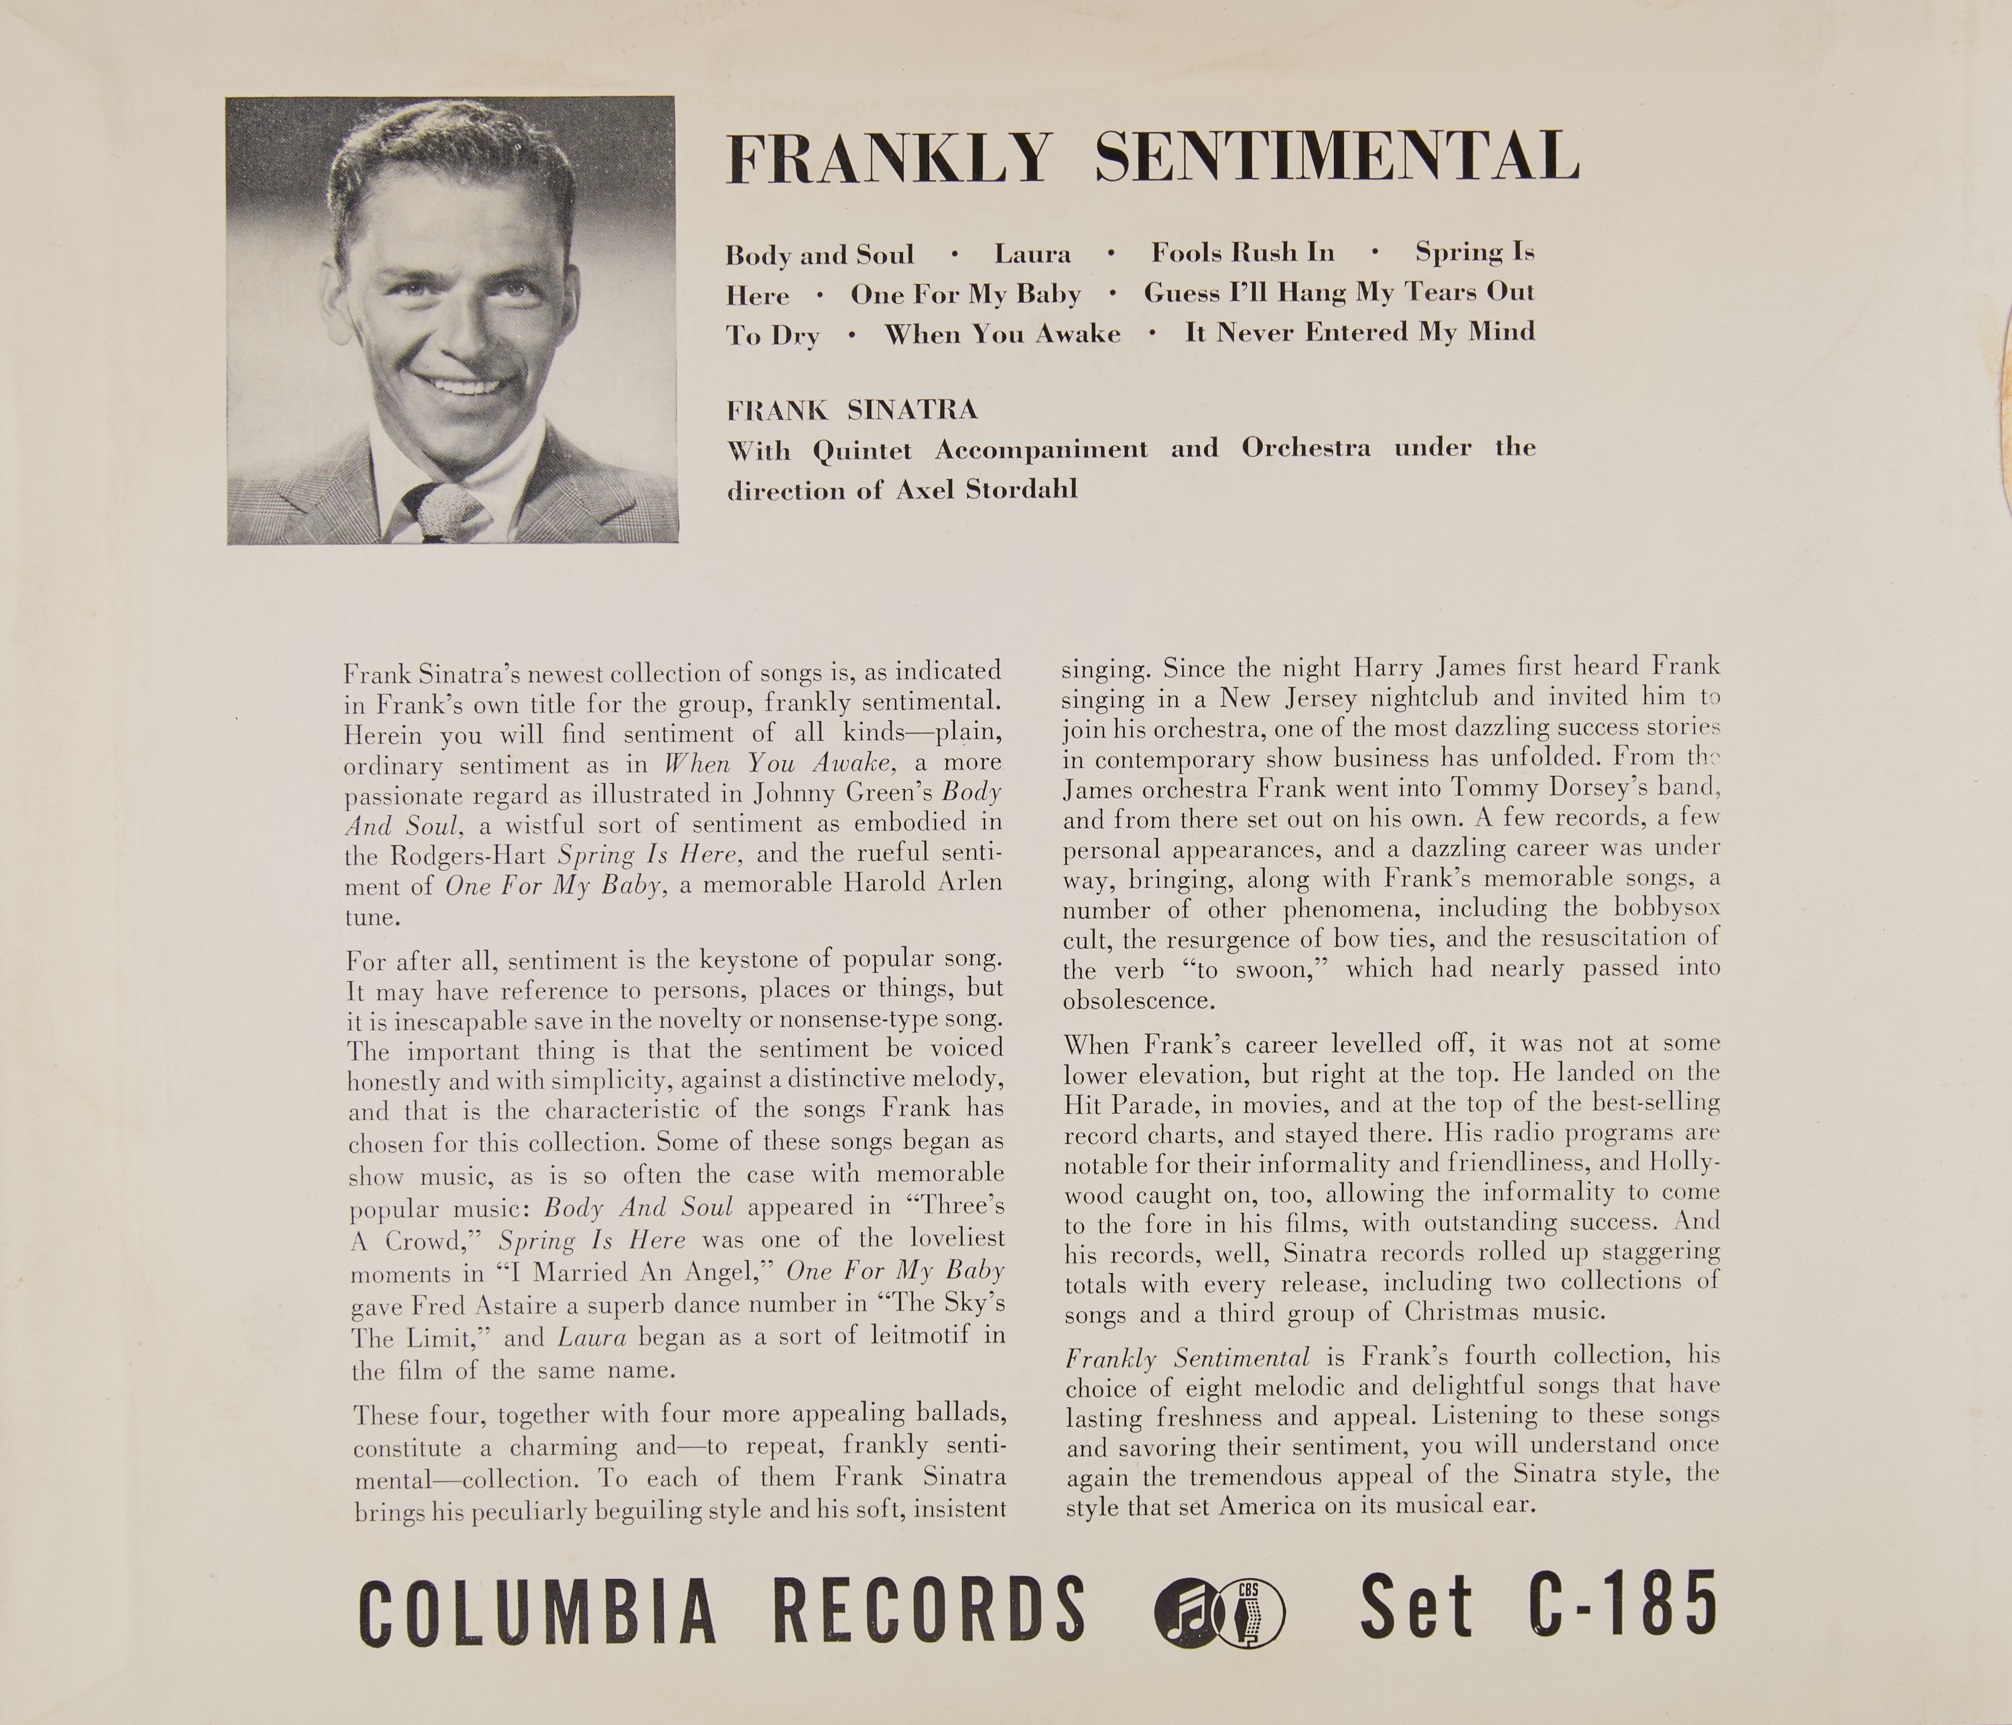 FRANKLY SENTIMENTAL
Body and Soul • Laura • Fools Rush In • Spring Is
Here • One For My Baby • Guess I'll Hang My Tears Out
To Dry • When You Awake • It Never Entered My Mind
FRANK SINATRA
With Quintet Accompaniment and Orchestra under the
direction of Axel Stordahl
Frank Sinatra's newest collection of songs is, as indicated
in Frank's own title for the group, frankly sentimental.
Herein you will find sentiment of all kinds—plain,
ordinary sentiment as in When You Awake, a more
passionate regard as illustrated in Johnny Green's Body
And Soul, a wistful sort of sentiment as embodied in
the Rodgers-Hart Spring Is Here, and the rueful senti-
ment of One For My Baby, a memorable Harold Arlen
tune.
For after all, sentiment is the keystone of popular song.
It may have reference to persons, places or things, but
it is inescapable save in the novelty or nonsense-type song.
The important thing is that the sentiment be voiced
honestly and with simplicity, against a distinctive melody,
and that is the characteristic of the songs Frank has
chosen for this collection. Some of these songs began as
show music, as is so often the case with memorable
popular music: Body And Soul appeared in “Three's
A Crowd,” Spring Is Here was one of the loveliest
moments in “I Married An Angel,” One For My Baby
gave Fred Astaire a superb dance number in “The Sky's
The Limit,” and Laura began as a sort of leitmotif in
the film of the same name.
These four, together with four more appealing ballads,
constitute a charming and—to repeat, frankly senti-
mental—collection. To each of them Frank Sinatra
brings his peculiarly beguiling style and his soft, insistent
singing. Since the night Harry James first heard Frank
singing in a New Jersey nightclub and invited him to
join his orchestra, one of the most dazzling success stories
in contemporary show business has unfolded. From the
James orchestra Frank went into Tommy Dorsey's band,
and from there set out on his own. A few records, a few
personal appearances, and a dazzling career was under
way, bringing, along with Frank's memorable songs, a
number of other phenomena, including the bobbysox
cult, the resurgence of bow ties, and the resuscitation of
the verb “to swoon,” which had nearly passed into
obsolescence.
When Frank's career levelled off, it was not at some
lower elevation, but right at the top. He landed on the
Hit Parade, in movies, and at the top of the best-selling
record charts, and stayed there. His radio programs are
notable for their informality and friendliness, and Holly-
wood caught on, too, allowing the informality to come
to the fore in his films, with outstanding success. And
his records, well, Sinatra records rolled up staggering
totals with every release, including two collections of
songs and a third group of Christmas music.
Frankly Sentimental is Frank's fourth collection, his
choice of eight melodic and delightful songs that have
lasting freshness and appeal. Listening to these songs
and savoring their sentiment, you will understand once
again the tremendous appeal of the Sinatra style, the
style that set America on its musical ear.
COLUMBIA RECORDS CBS Set C-185